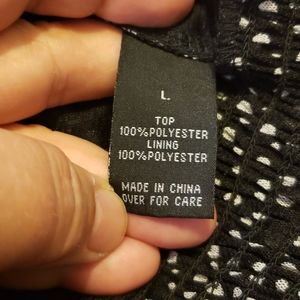 L.
TOP
100%POLYESTER
LINING
100%POLYESTER
MADE IN CHINA
OVER FOR CARE